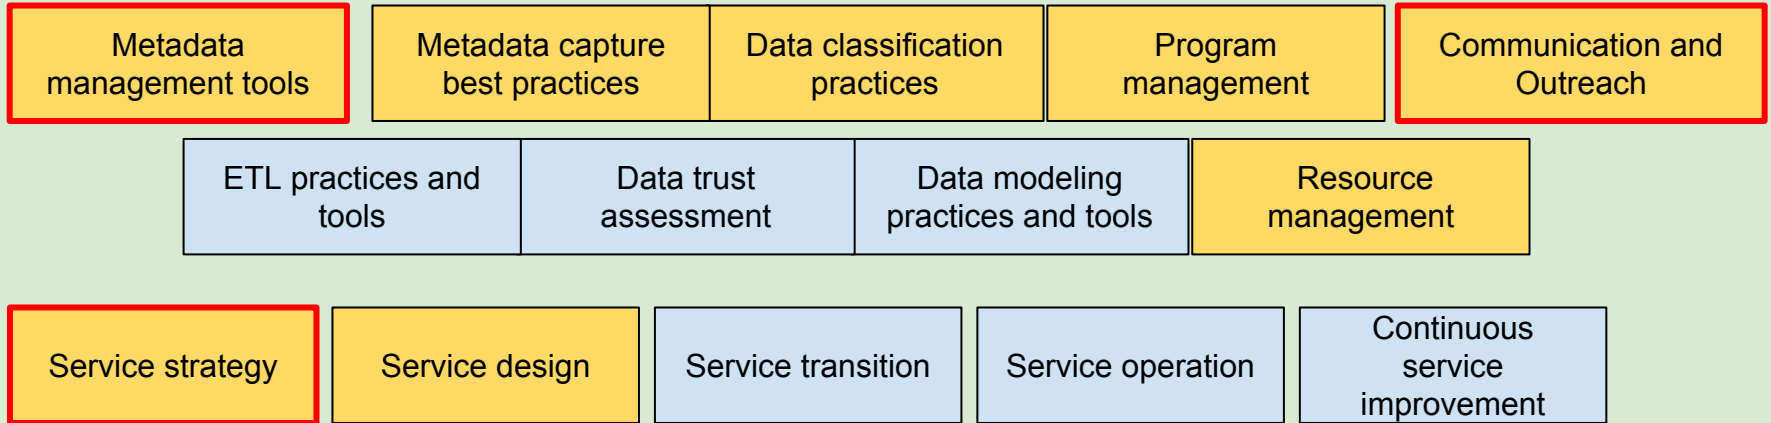 Metadata
management tools
Metadata capture
best practices
Data classification
practices
Program
management
Communication and
Outreach
ETL practices and
tools
Data trust
assessment
Data modeling
practices and tools
Resource
management
Service strategy
Service design
Service transition
Service operation
Continuous
service
improvement